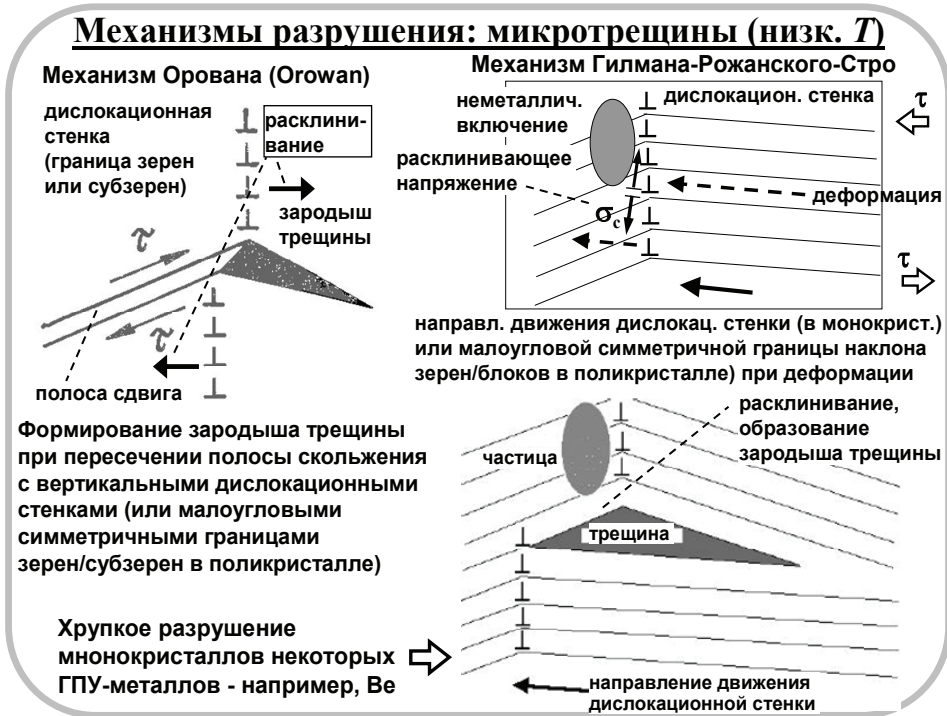 Механизмы разрушения: микротрещины (низк. T)
Механизм Орована (Orowan)
дислокационная
стенка
(граница зерен
или субзерен)
расклини-
вание
зародыш
трещины
τ
τ
полоса сдвига
Формирование зародыша трещины
при пересечении полосы скольжения
с вертикальными дислокационными
стенками (или малоугловыми
симметричными границами
зерен/субзерен в поликристалле)
Хрупкое разрушение
мнонокристаллов некоторых
ГПУ-металлов - например, Be
Механизм Гилмана-Рожанского-Стро
неметаллич.
включение
дислокацион. стенка
τ
расклинивающее
напряжение
деформация
σc
τ
направл. движения дислокац. стенки (в монокрист.)
или малоугловой симметричной границы наклона
зерен/блоков в поликристалле) при деформации
расклинивание,
образование
зародыша трещины
частица
трещина
направление движения
дислокационной стенки